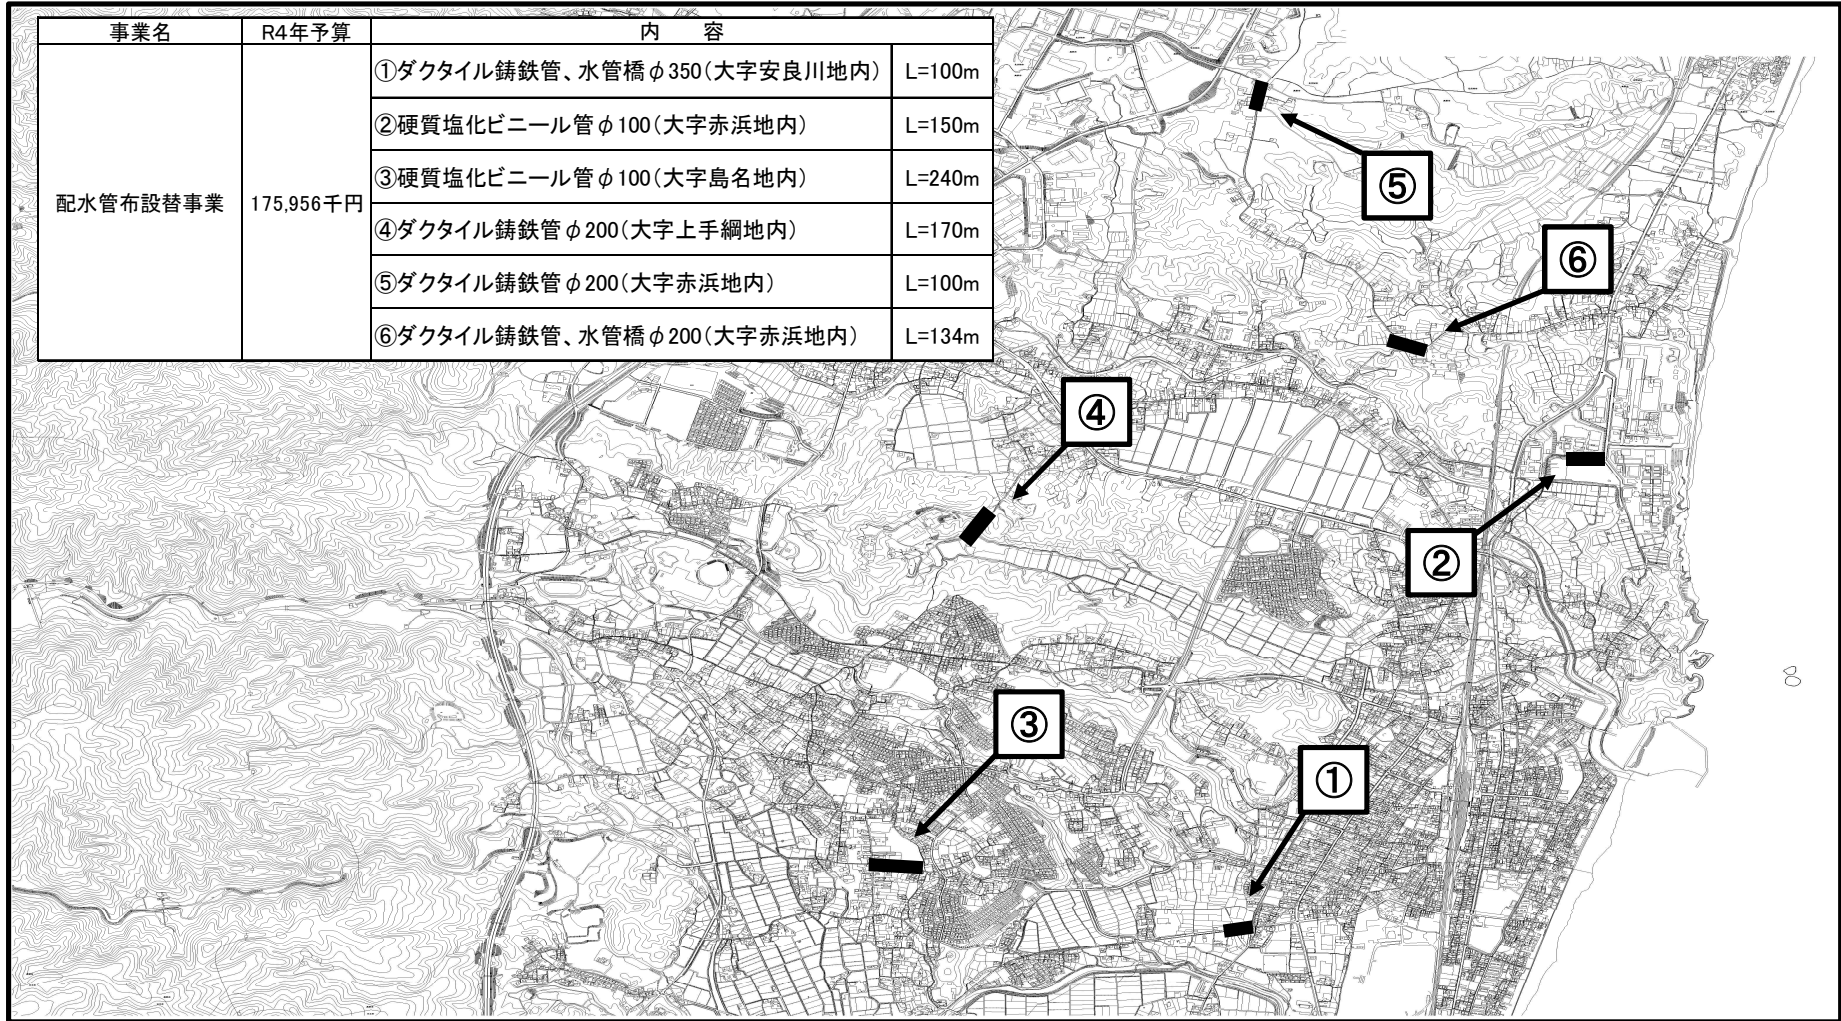 事業名 R4年予算 内　容
配水管布設替事業 175,956千円
①ダクタイル鋳鉄管、水管橋φ350(大字安良川地内) L=100m
②硬質塩化ビニール管φ100(大字赤浜地内) L=150m
③硬質塩化ビニール管φ100(大字島名地内) L=240m
④ダクタイル鋳鉄管φ200(大字上手綱地内) L=170m
⑤ダクタイル鋳鉄管φ200(大字赤浜地内) L=100m
⑥ダクタイル鋳鉄管、水管橋φ200(大字赤浜地内) L=134m
⑤
⑥
④
②
③
①